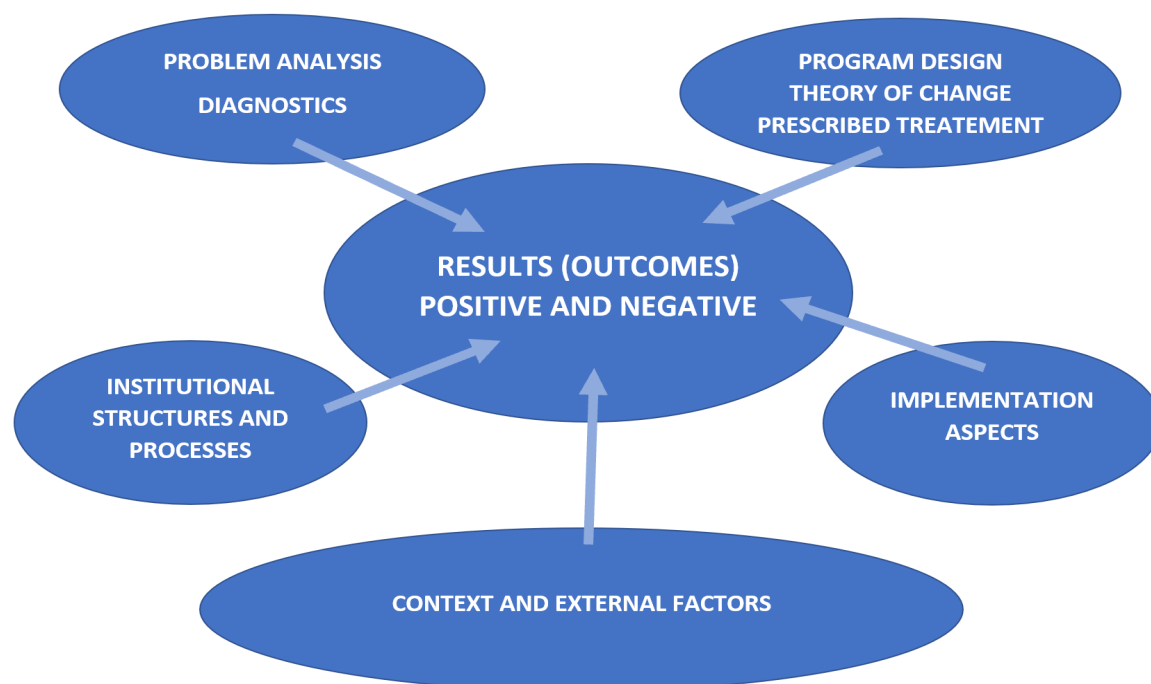 PROBLEM ANALYSIS
DIAGNOSTICS
PROGRAM DESIGN
THEORY OF CHANGE
PRESCRIBED TREATEMENT
RESULTS (OUTCOMES)
POSITIVE AND NEGATIVE
INSTITUTIONAL
STRUCTURES AND
PROCESSES
IMPLEMENTATION
ASPECTS
CONTEXT AND EXTERNAL FACTORS